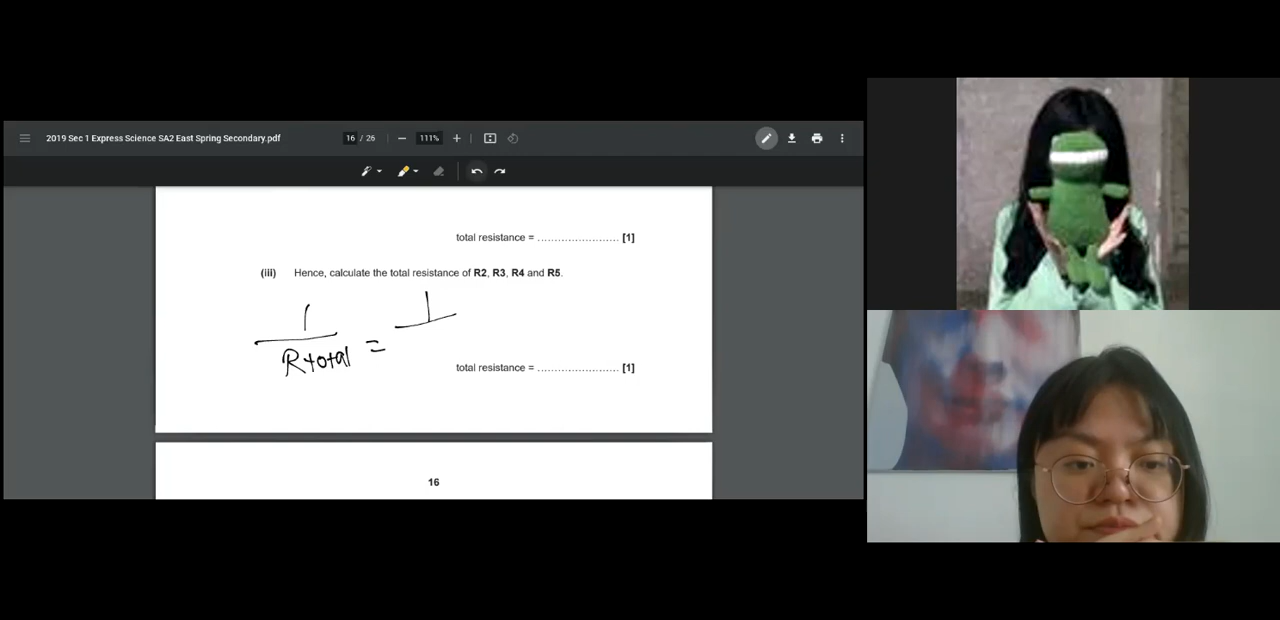 2019 Sec 1 Express Science SA2 East Spring Secondary.pdf
16 / 26
111%
total resistance = ........................ [1]
(iii) Hence, calculate the total resistance of R2, R3, R4 and R5.
1 1
R total =
total resistance = ........................ [1]
16